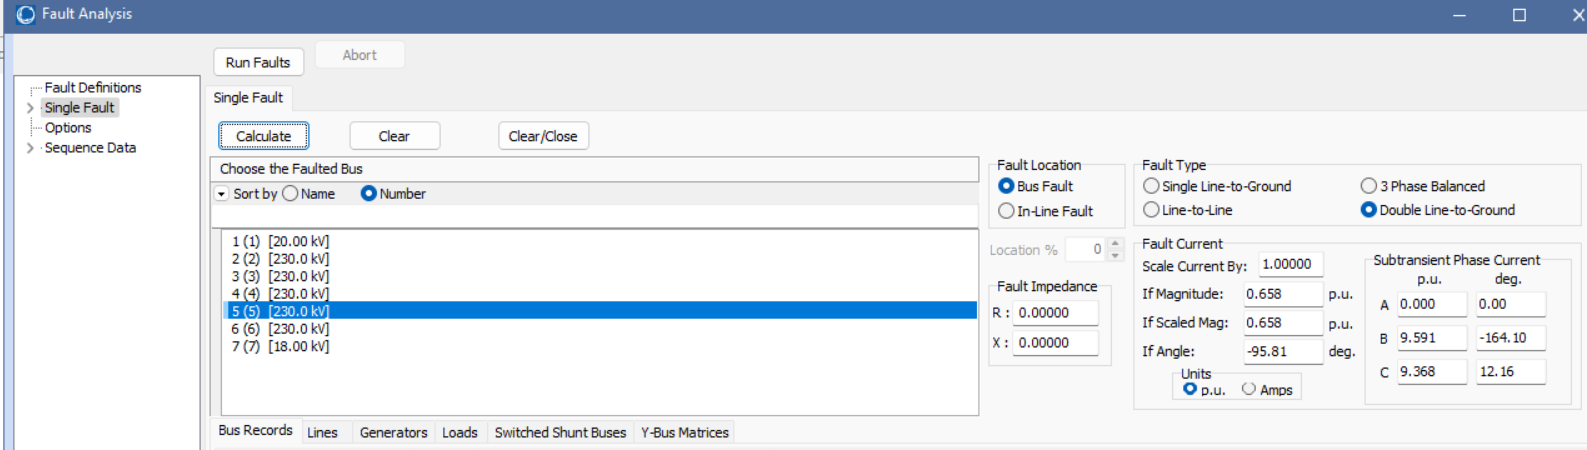 Fault Analysis
Run Faults Abort
Fault Definitions
Single Fault
Options
Sequence Data
Single Fault
Calculate Clear Clear/Close
Choose the Faulted Bus
Sort by Name Number
1 (1) [20.00 kV]
2 (2) [230.0 kV]
3 (3) [230.0 kV]
4 (4) [230.0 kV]
5 (5) [230.0 kV]
6 (6) [230.0 kV]
7 (7) [18.00 kV]
Fault Location
Bus Fault
In-Line Fault
Location % 0
Fault Impedance
R : 0.00000
X : 0.00000
Fault Type
Single Line-to-Ground 3 Phase Balanced
Line-to-Line Double Line-to-Ground
Fault Current
Scale Current By: 1.00000
If Magnitude: 0.658 p.u.
If Scaled Mag: 0.658 p.u.
If Angle: -95.81 deg.
Units
p.u. Amps
Subtransient Phase Current
p.u. deg.
A 0.000 0.00
B 9.591 -164.10
C 9.368 12.16
Bus Records Lines Generators Loads Switched Shunt Buses Y-Bus Matrices